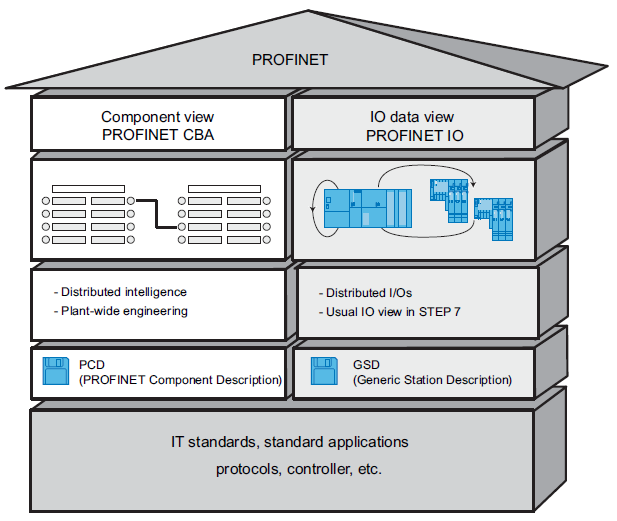 PROFINET
Component view
PROFINET CBA
IO data view
PROFINET IO
- Distributed intelligence
- Plant-wide engineering
- Distributed I/Os
- Usual IO view in STEP 7
PCD
(PROFINET Component Description)
GSD
(Generic Station Description)
IT standards, standard applications
protocols, controller, etc.